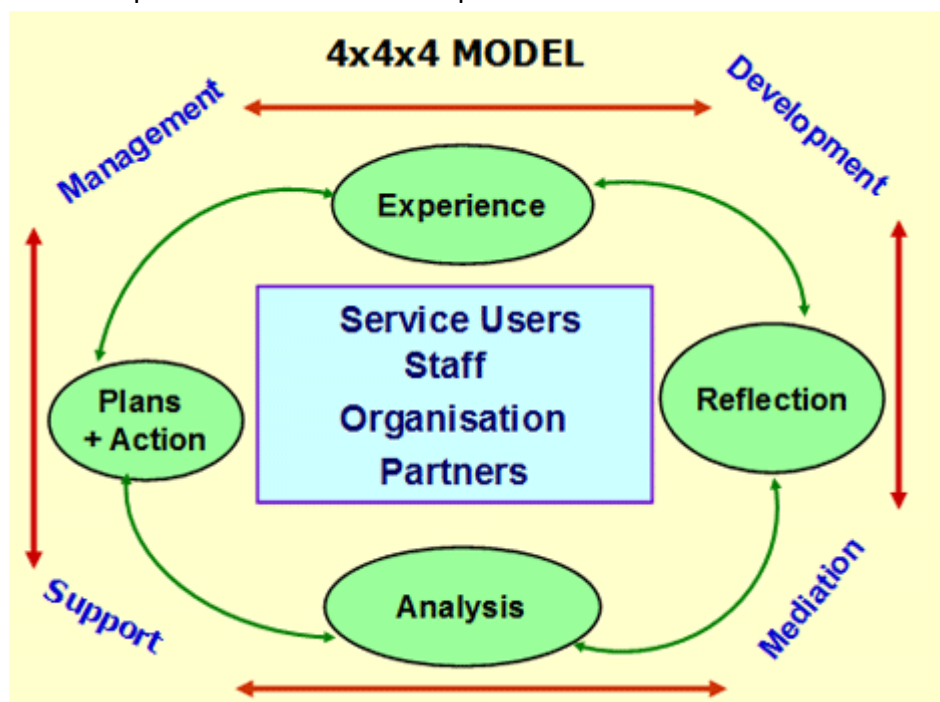 4x4x4 MODEL
Management
Development
Experience
Service Users
Staff
Organisation
Partners
Plans
+ Action
Reflection
Analysis
Support
Mediation